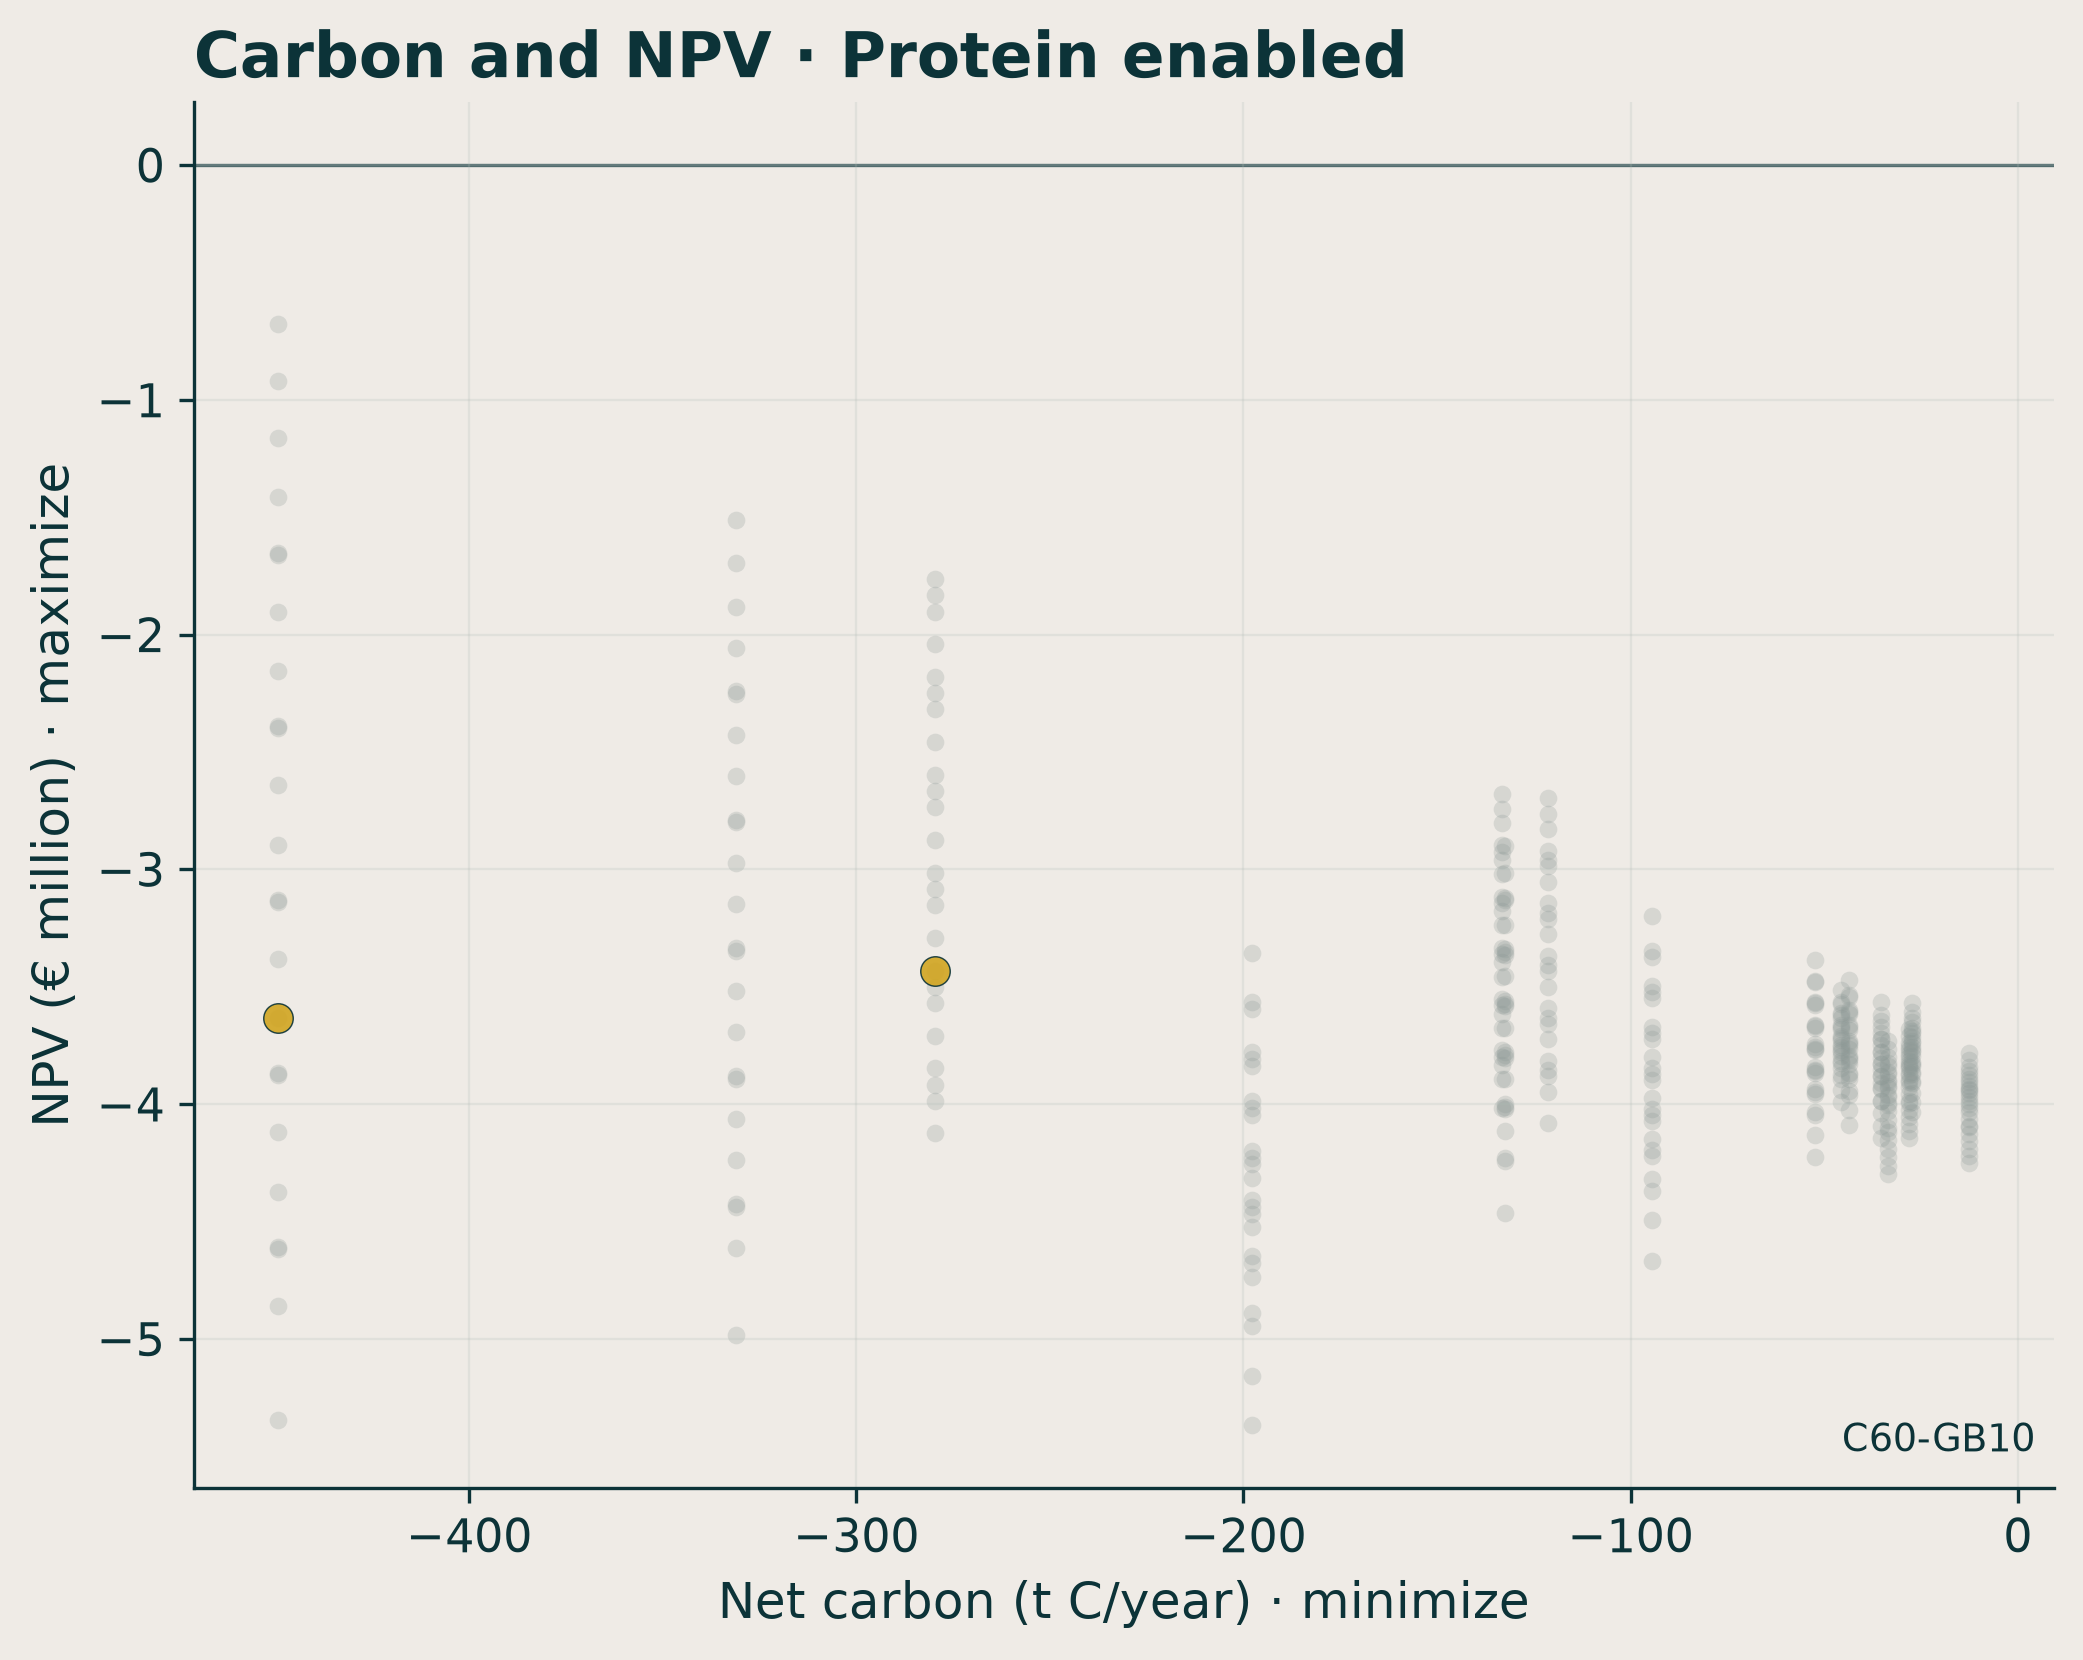 Carbon and NPV · Protein enabled
NPV (€ million) · maximize
0
−1
−2
−3
−4
−5
C60-GB10
−400
−300
−200
−100
0
Net carbon (t C/year) · minimize